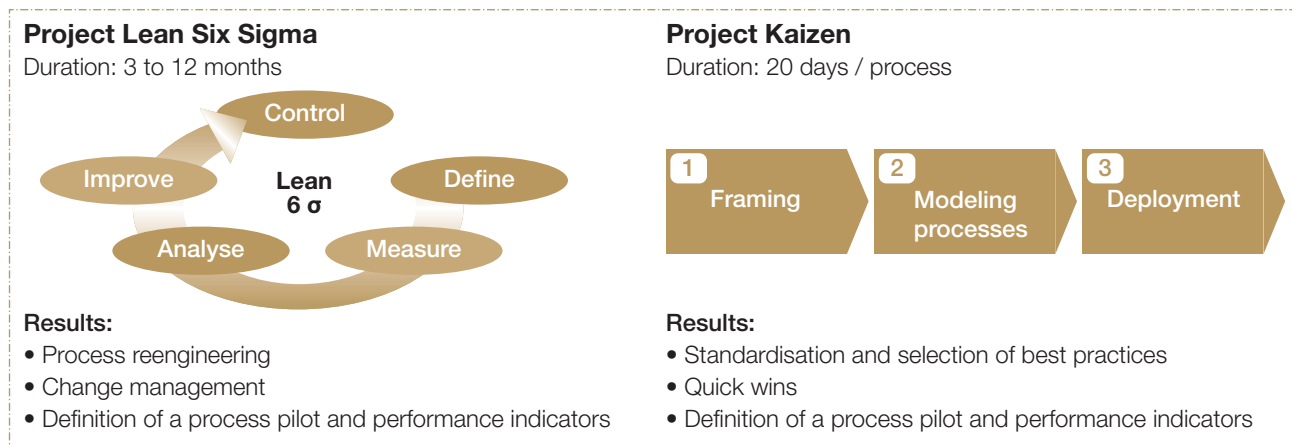 Project Lean Six Sigma
Duration: 3 to 12 months
Control
Improve
Lean
6 σ
Define
Analyse
Measure
Results:
• Process reengineering
• Change management
• Definition of a process pilot and performance indicators
Project Kaizen
Duration: 20 days / process
1
Framing
2
Modeling
processes
3
Deployment
Results:
• Standardisation and selection of best practices
• Quick wins
• Definition of a process pilot and performance indicators